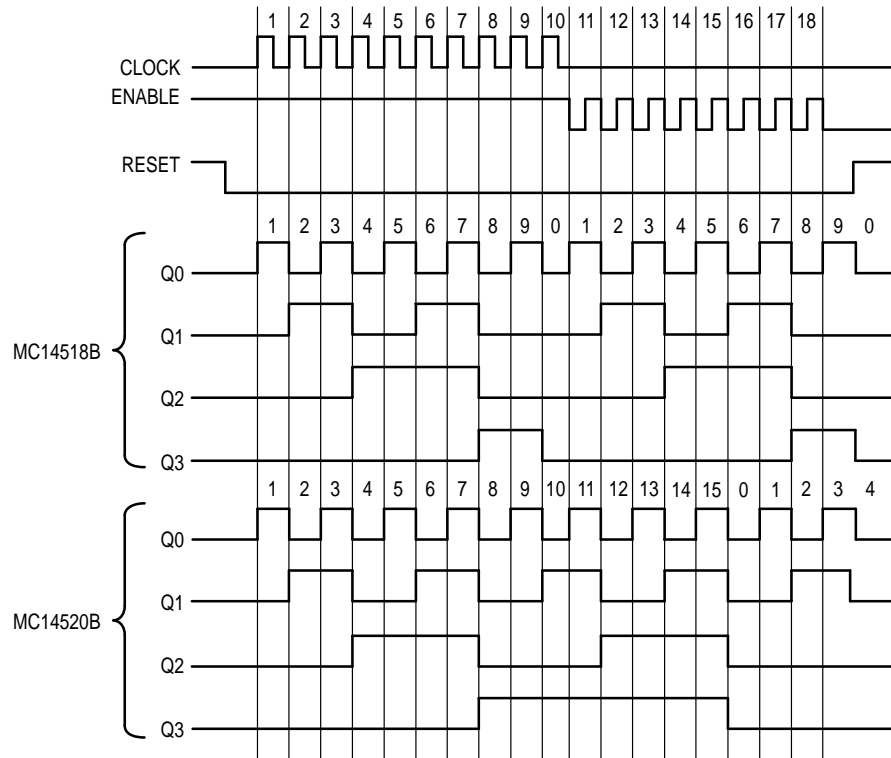 1 2 3 4 5 6 7 8 9 10 11 12 13 14 15 16 17 18
CLOCK
ENABLE
RESET
1 2 3 4 5 6 7 8 9 0 1 2 3 4 5 6 7 8 9 0
Q0
Q1
MC14518B
Q2
Q3
1 2 3 4 5 6 7 8 9 10 11 12 13 14 15 0 1 2 3 4
Q0
Q1
MC14520B
Q2
Q3